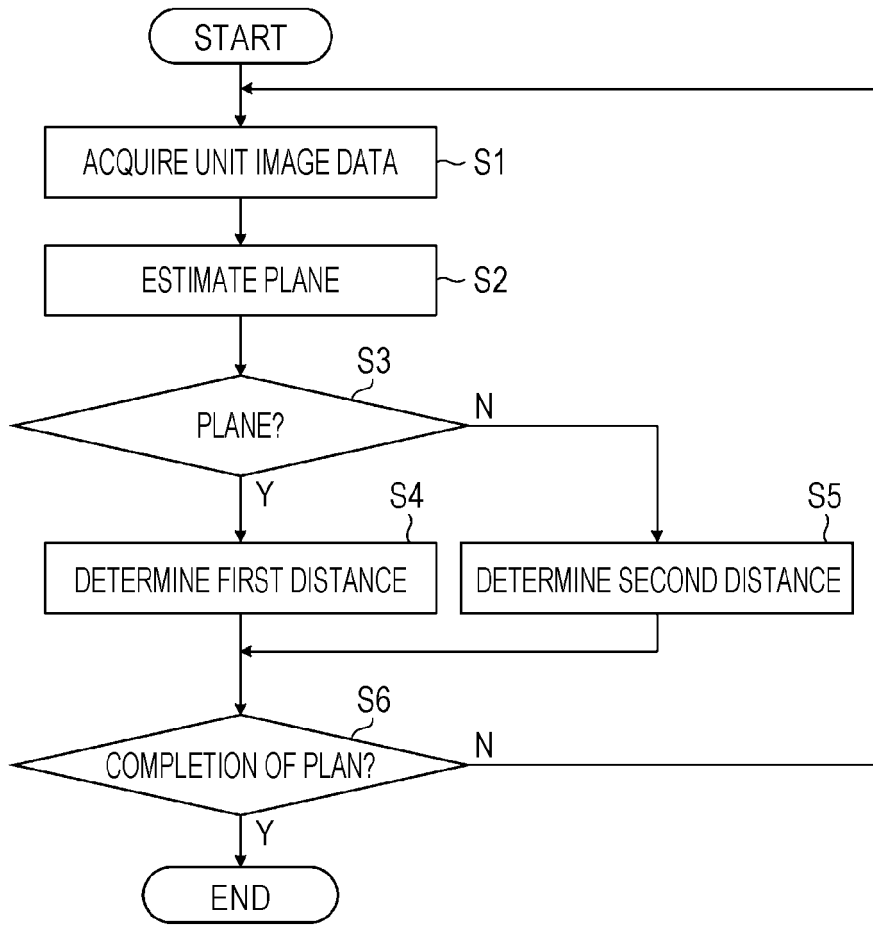 START
ACQUIRE UNIT IMAGE DATA
S1
ESTIMATE PLANE
S2
S3
PLANE?
N
Y
S4
S5
DETERMINE FIRST DISTANCE
DETERMINE SECOND DISTANCE
S6
COMPLETION OF PLAN?
N
Y
END